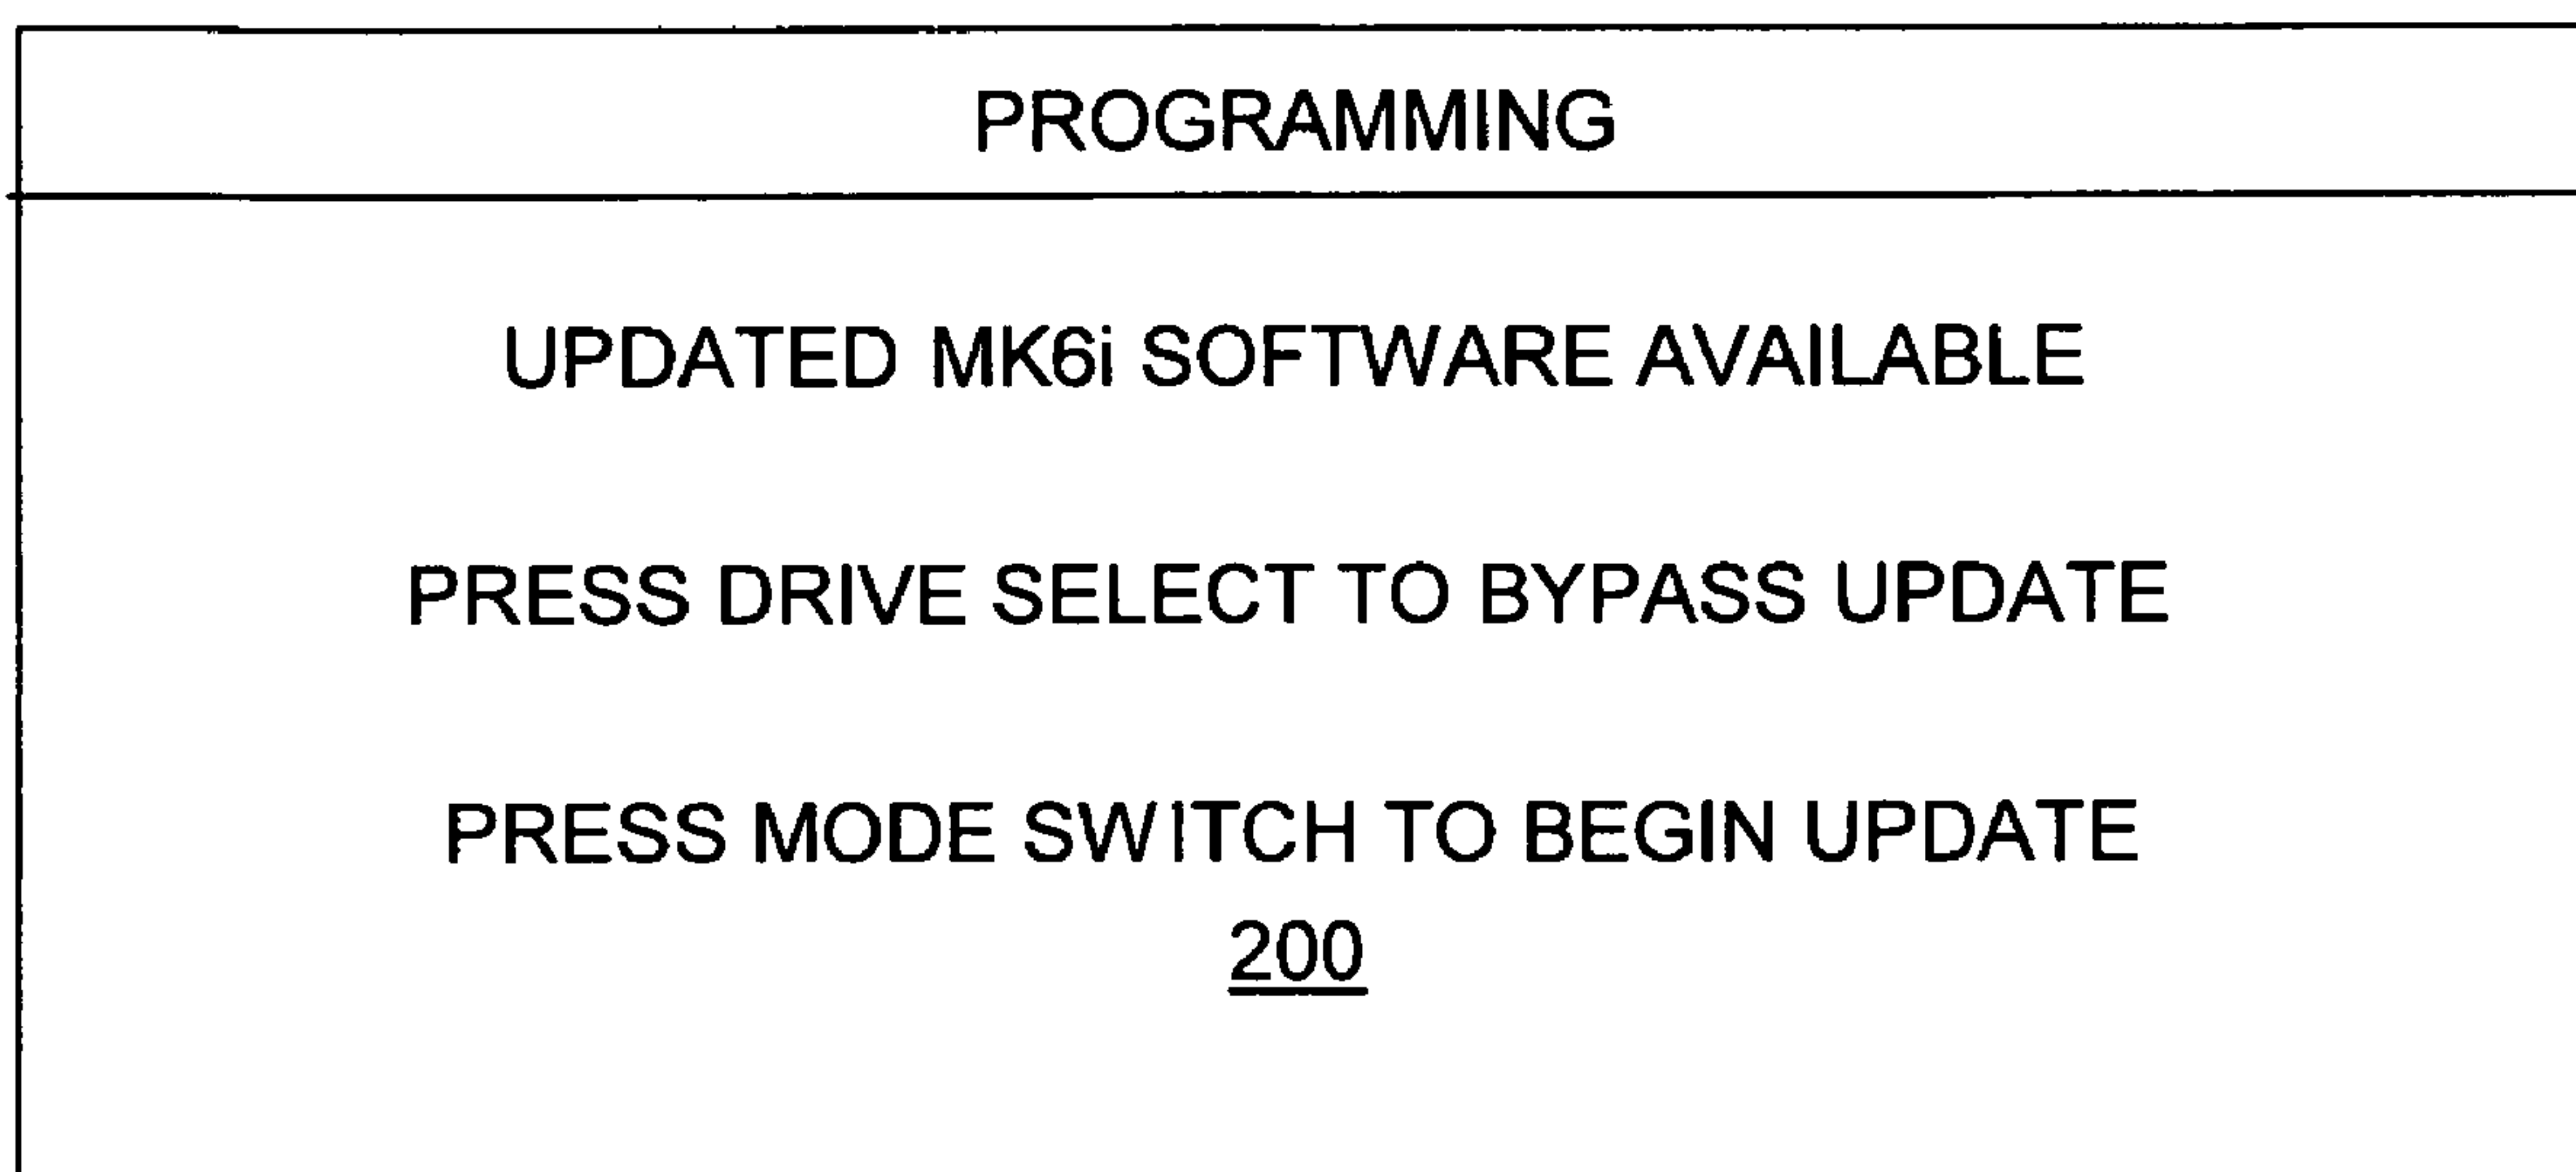 PROGRAMMING
UPDATED MK6i SOFTWARE AVAILABLE
PRESS DRIVE SELECT TO BYPASS UPDATE
PRESS MODE SWITCH TO BEGIN UPDATE
200